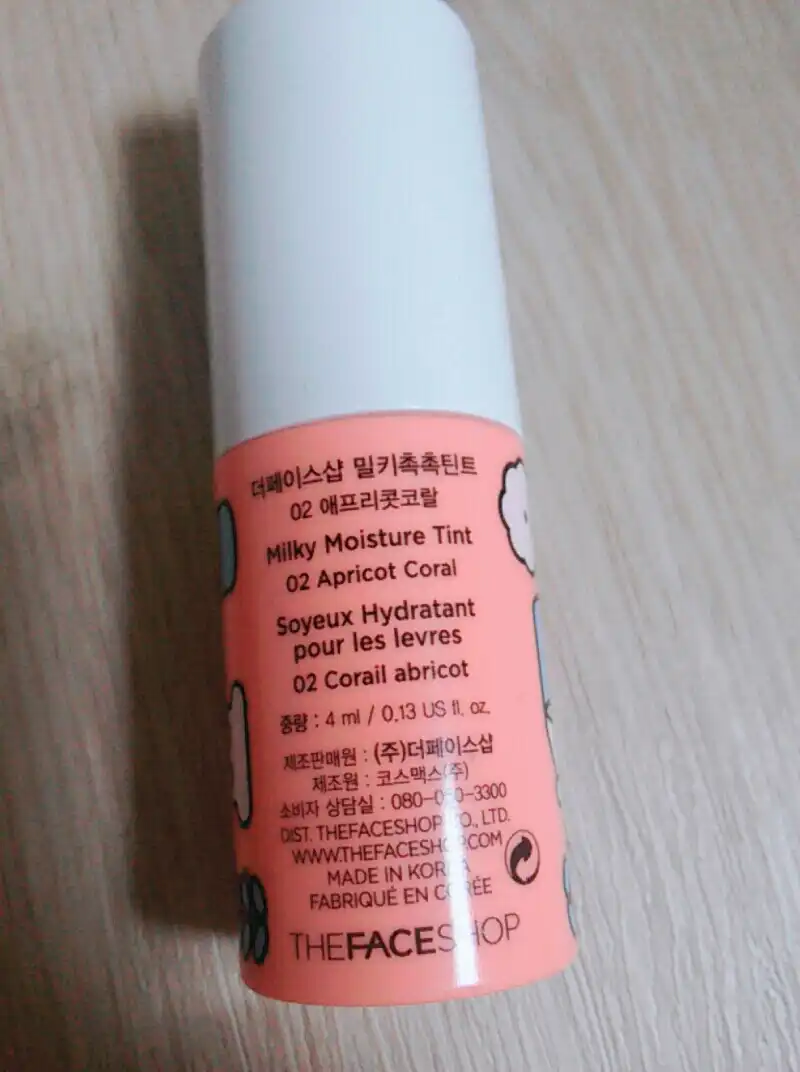 더페이스샵 밀키촉촉틴트
02 애프리콧코랄
Milky Moisture Tint
02 Apricot Coral
Soyeux Hydratant
pour les levres
02 Corail abricot
중량 : 4 ml / 0.13 US fl. oz.
제조판매원 : (주)더페이스샵
제조원 : 코스맥스(주)
소비자 상담실 :
DIST. THEFACESHOP CO., LTD.
WWW.THEFACESHOP.COM
MADE IN KOREA
FABRIQUÉ EN CORÉE
THEFACESHOP